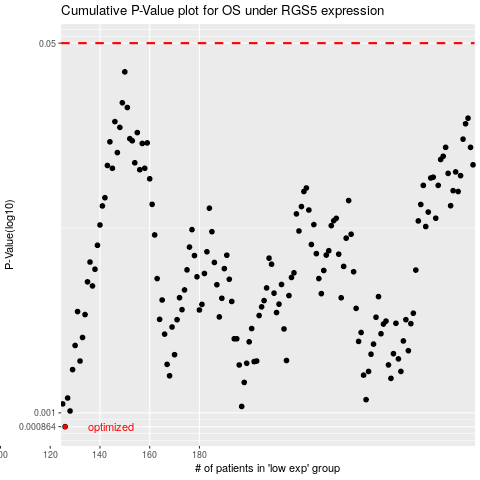 Cumulative P-Value plot for OS under RGS5 expression
P-Value(log10)
0.05
0.001
0.000864
optimized
00 120 140 160 180
# of patients in 'low exp' group